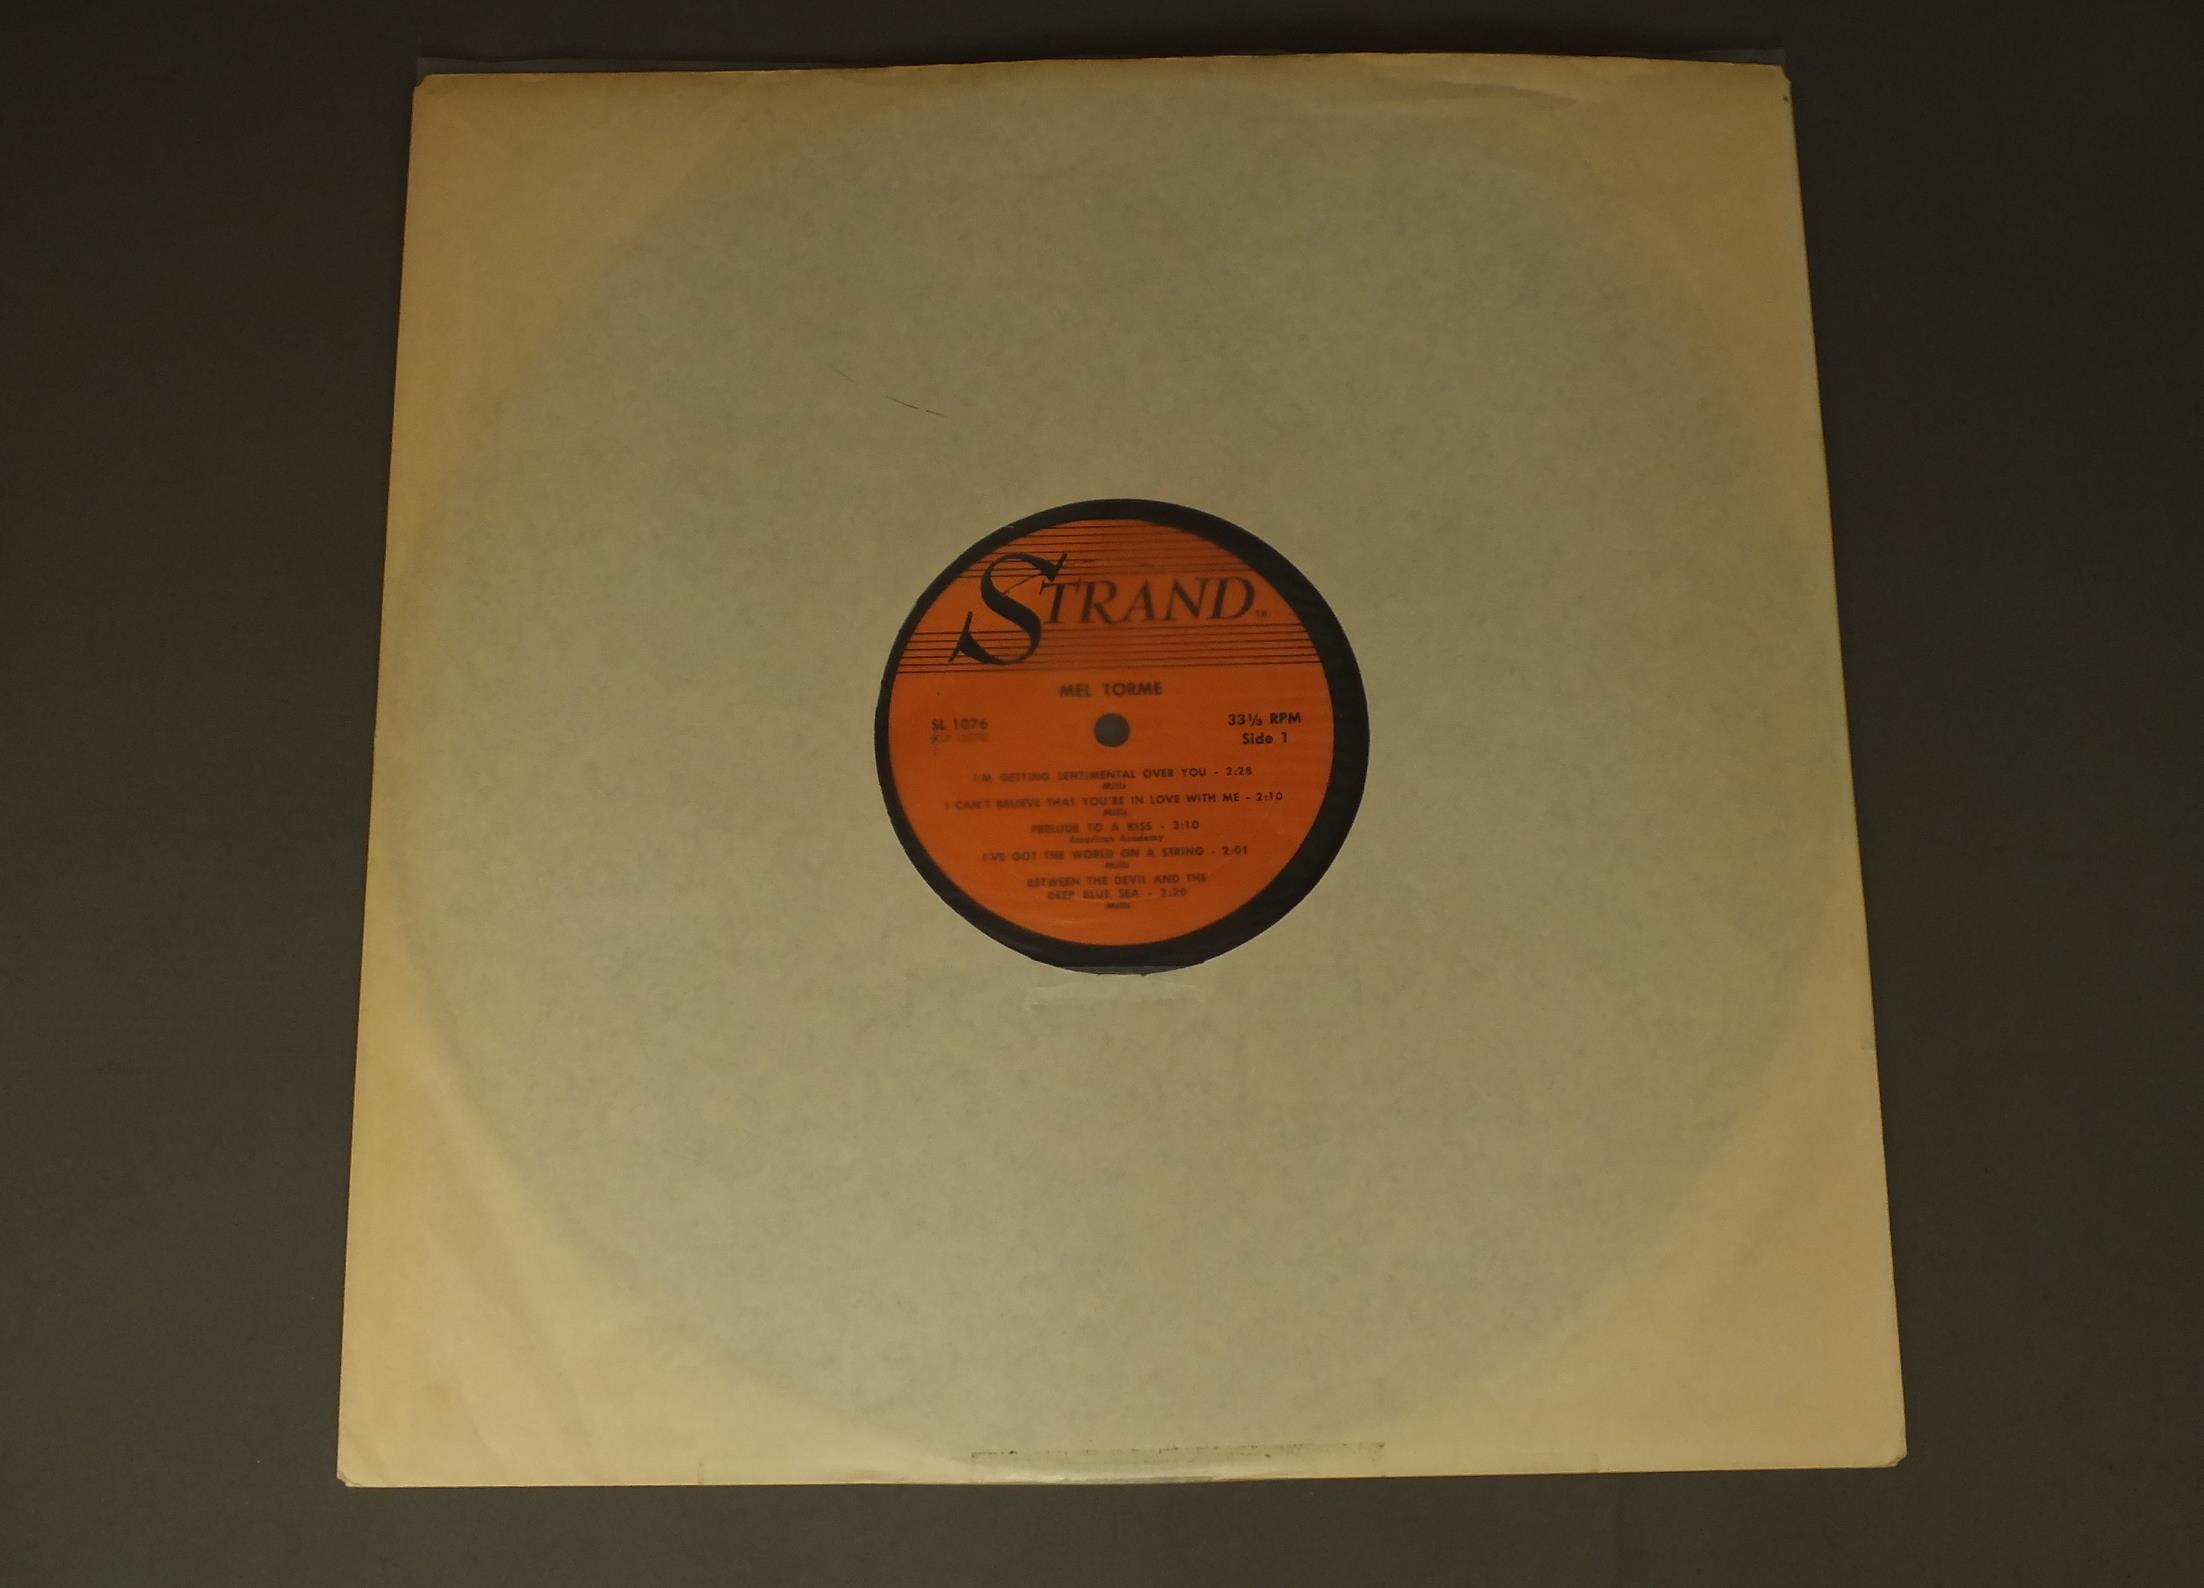 STRAND TM.
MEL TORME
SL 1076
33⅓ RPM
Side 1
I'M GETTING SENTIMENTAL OVER YOU - 2:28
Mills
I CAN'T BELIEVE THAT YOU'RE IN LOVE WITH ME - 2:10
Mills
PRELUDE TO A KISS - 3:10
American Academy
I'VE GOT THE WORLD ON A STRING - 2:01
Mills
BETWEEN THE DEVIL AND THE
DEEP BLUE SEA - 2:20
Mills